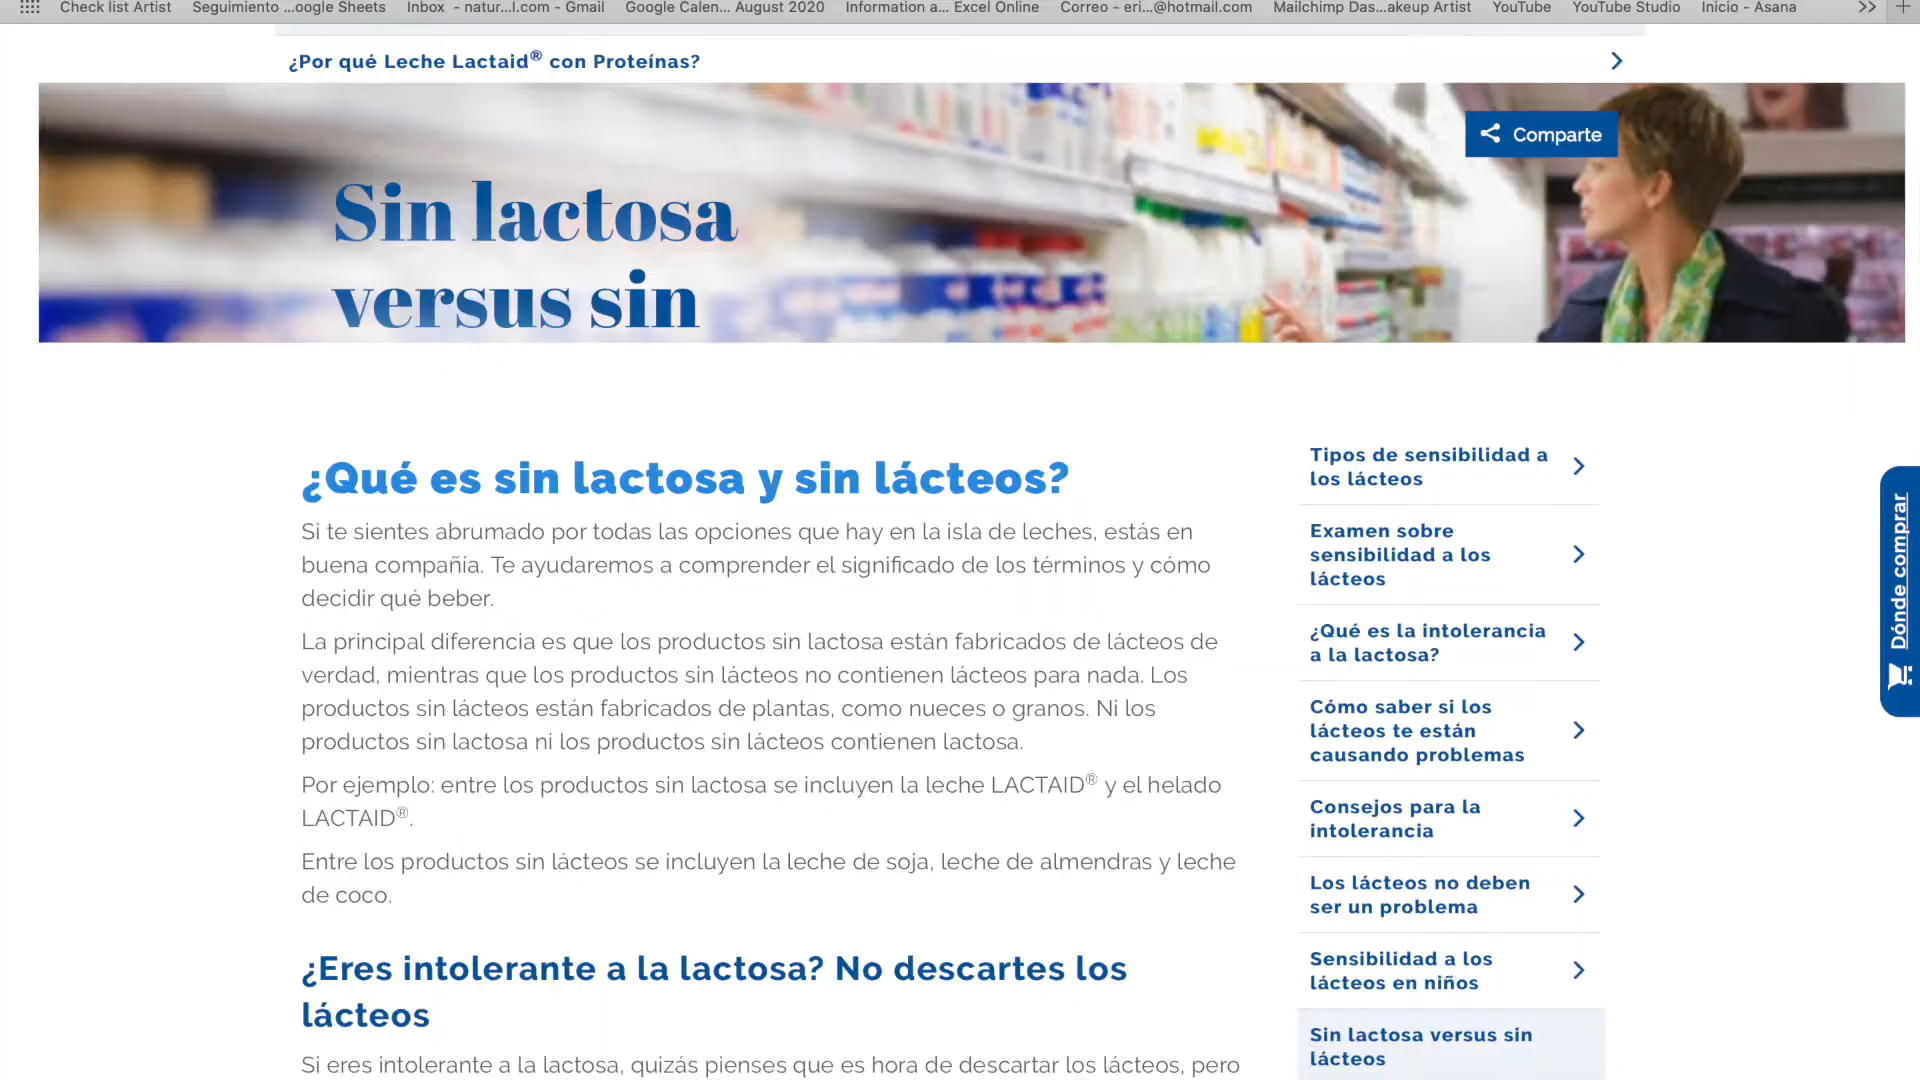 Check list Artist Seguimiento ...oogle Sheets Inbox - natur...l.com - Gmail Google Calen... August 2020 Information a... Excel Online Correo - eri...@hotmail.com Mailchimp Das...akeup Artist YouTube YouTube Studio Inicio - Asana
¿Por qué Leche Lactaid® con Proteínas?
Comparte
Sin lactosa
versus sin
¿Qué es sin lactosa y sin lácteos?
Si te sientes abrumado por todas las opciones que hay en la isla de leches, estás en
buena compañía. Te ayudaremos a comprender el significado de los términos y cómo
decidir qué beber.
La principal diferencia es que los productos sin lactosa están fabricados de lácteos de
verdad, mientras que los productos sin lácteos no contienen lácteos para nada. Los
productos sin lácteos están fabricados de plantas, como nueces o granos. Ni los
productos sin lactosa ni los productos sin lácteos contienen lactosa.
Por ejemplo: entre los productos sin lactosa se incluyen la leche LACTAID® y el helado
LACTAID®.
Entre los productos sin lácteos se incluyen la leche de soja, leche de almendras y leche
de coco.
¿Eres intolerante a la lactosa? No descartes los
lácteos
Si eres intolerante a la lactosa, quizás pienses que es hora de descartar los lácteos, pero
Tipos de sensibilidad a
los lácteos
Examen sobre
sensibilidad a los
lácteos
¿Qué es la intolerancia
a la lactosa?
Cómo saber si los
lácteos te están
causando problemas
Consejos para la
intolerancia
Los lácteos no deben
ser un problema
Sensibilidad a los
lácteos en niños
Sin lactosa versus sin
lácteos
Dónde comprar